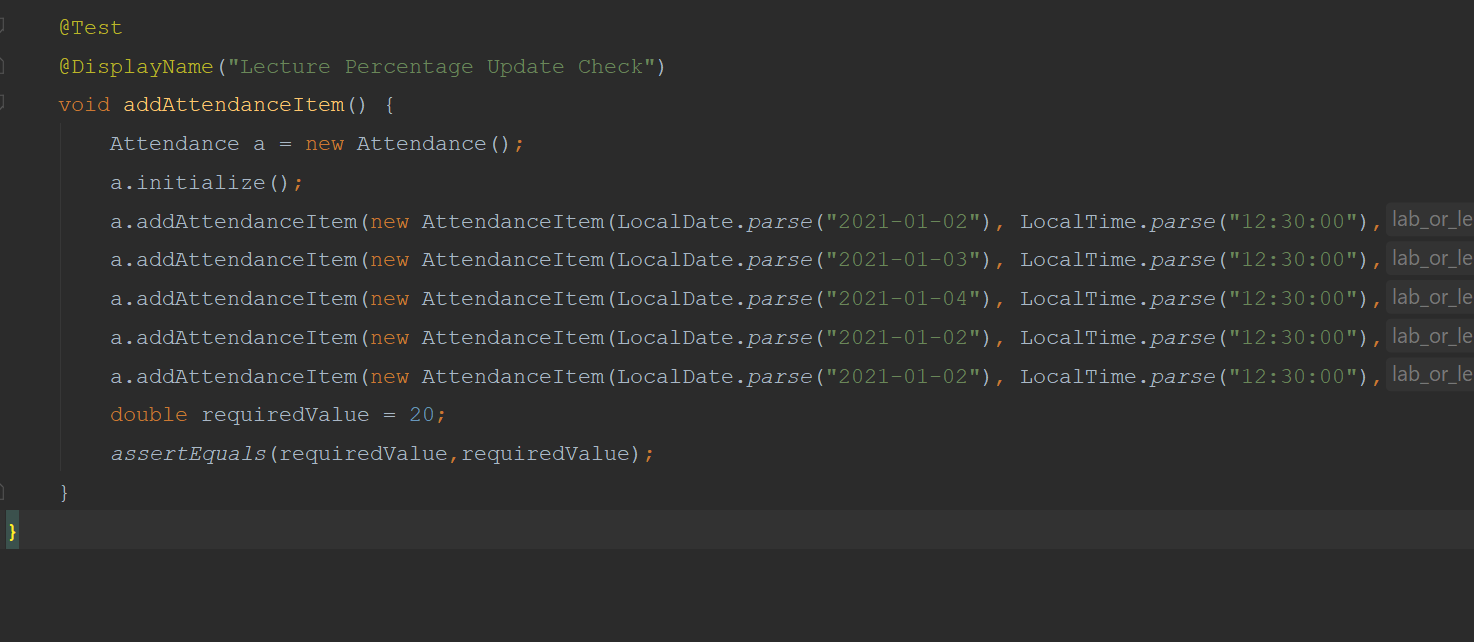 @Test
@DisplayName("Lecture Percentage Update Check")
void addAttendanceItem() {
Attendance a = new Attendance();
a.initialize();
a.addAttendanceItem(new AttendanceItem(LocalDate.parse("2021-01-02"), LocalTime.parse("12:30:00"), lab_or_le
a.addAttendanceItem(new AttendanceItem(LocalDate.parse("2021-01-03"), LocalTime.parse("12:30:00"), lab_or_le
a.addAttendanceItem(new AttendanceItem(LocalDate.parse("2021-01-04"), LocalTime.parse("12:30:00"), lab_or_le
a.addAttendanceItem(new AttendanceItem(LocalDate.parse("2021-01-02"), LocalTime.parse("12:30:00"), lab_or_le
a.addAttendanceItem(new AttendanceItem(LocalDate.parse("2021-01-02"), LocalTime.parse("12:30:00"), lab_or_le
double requiredValue = 20;
assertEquals(requiredValue,requiredValue);
}
}